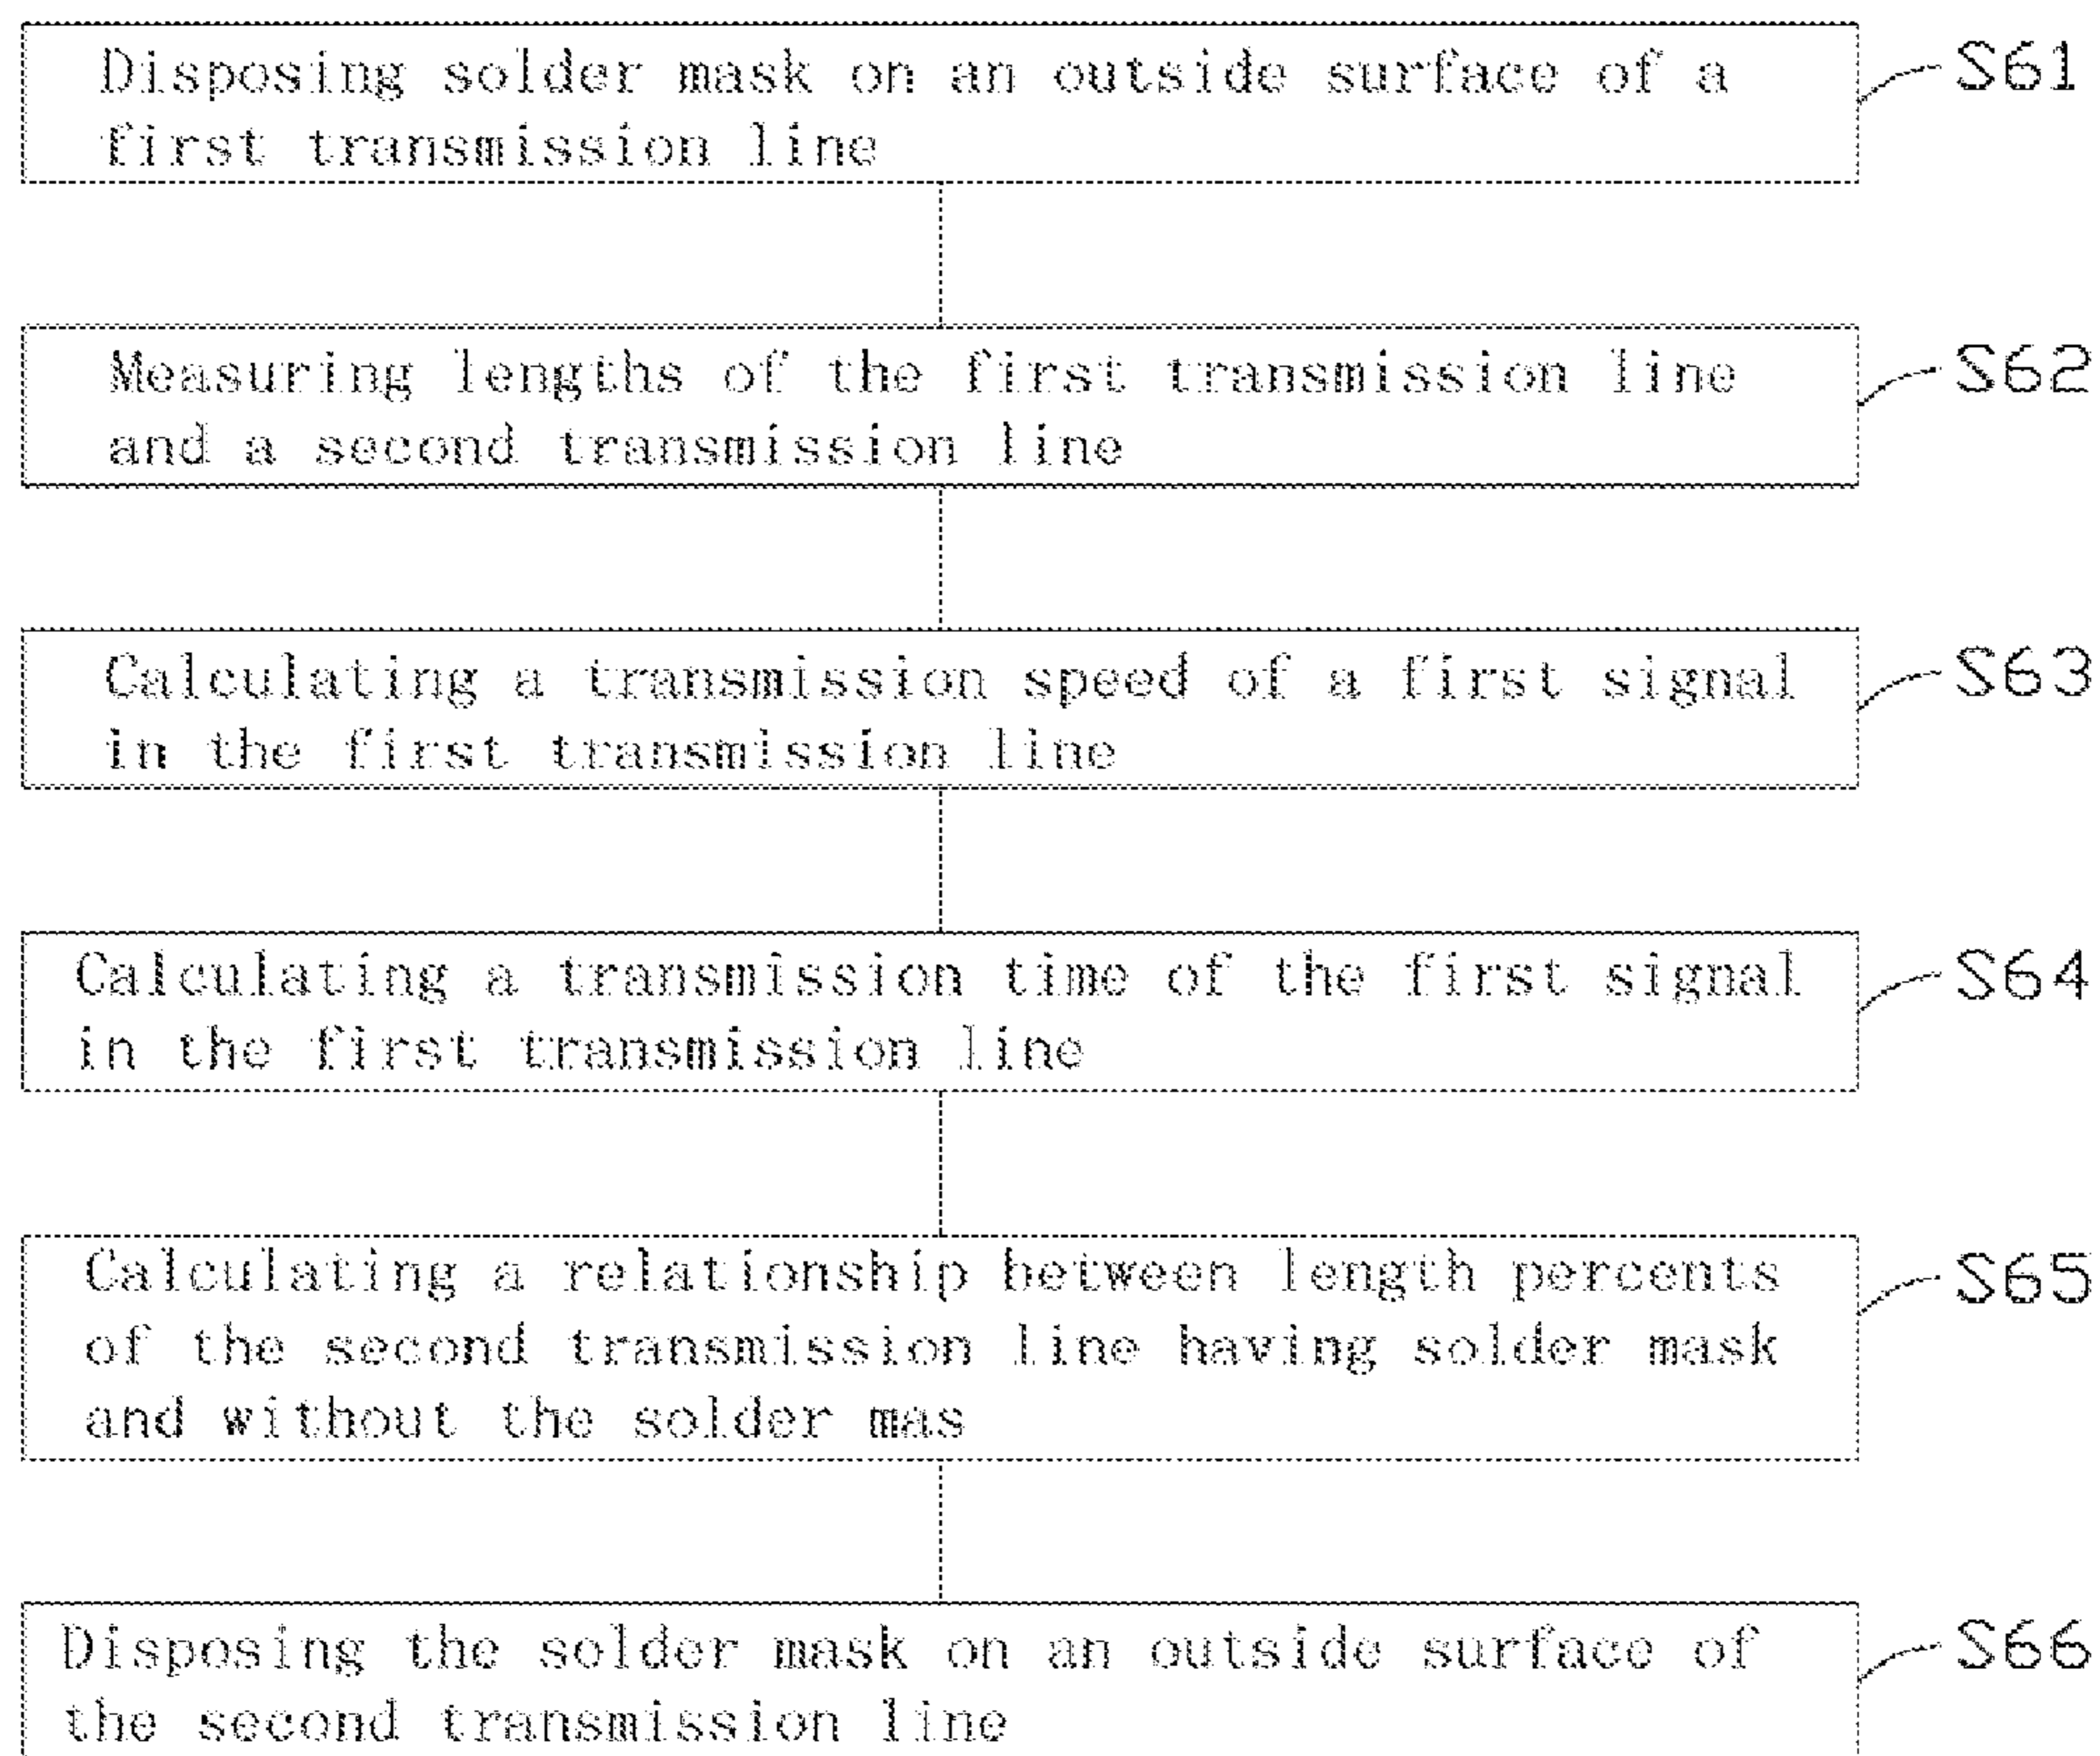 Disposing solder mask on an outside surface of a
first transmission line
S61
Measuring lengths of the first transmission line
and a second transmission line
S62
Calculating a transmission speed of a first signal
in the first transmission line
S63
Calculating a transmission time of the first signal
in the first transmission line
S64
Calculating a relationship between length percents
of the second transmission line having solder mask
and without the solder mas
S65
Disposing the solder mask on an outside surface of
the second transmission line
S66